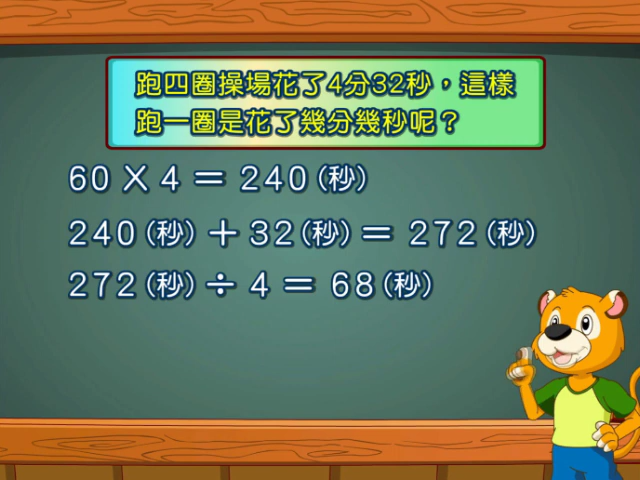 跑四圈操場花了4分32秒，這樣
跑一圈是花了幾分幾秒呢？
60 × 4 = 240 (秒)
240 (秒) + 32 (秒) = 272 (秒)
272 (秒) ÷ 4 = 68 (秒)